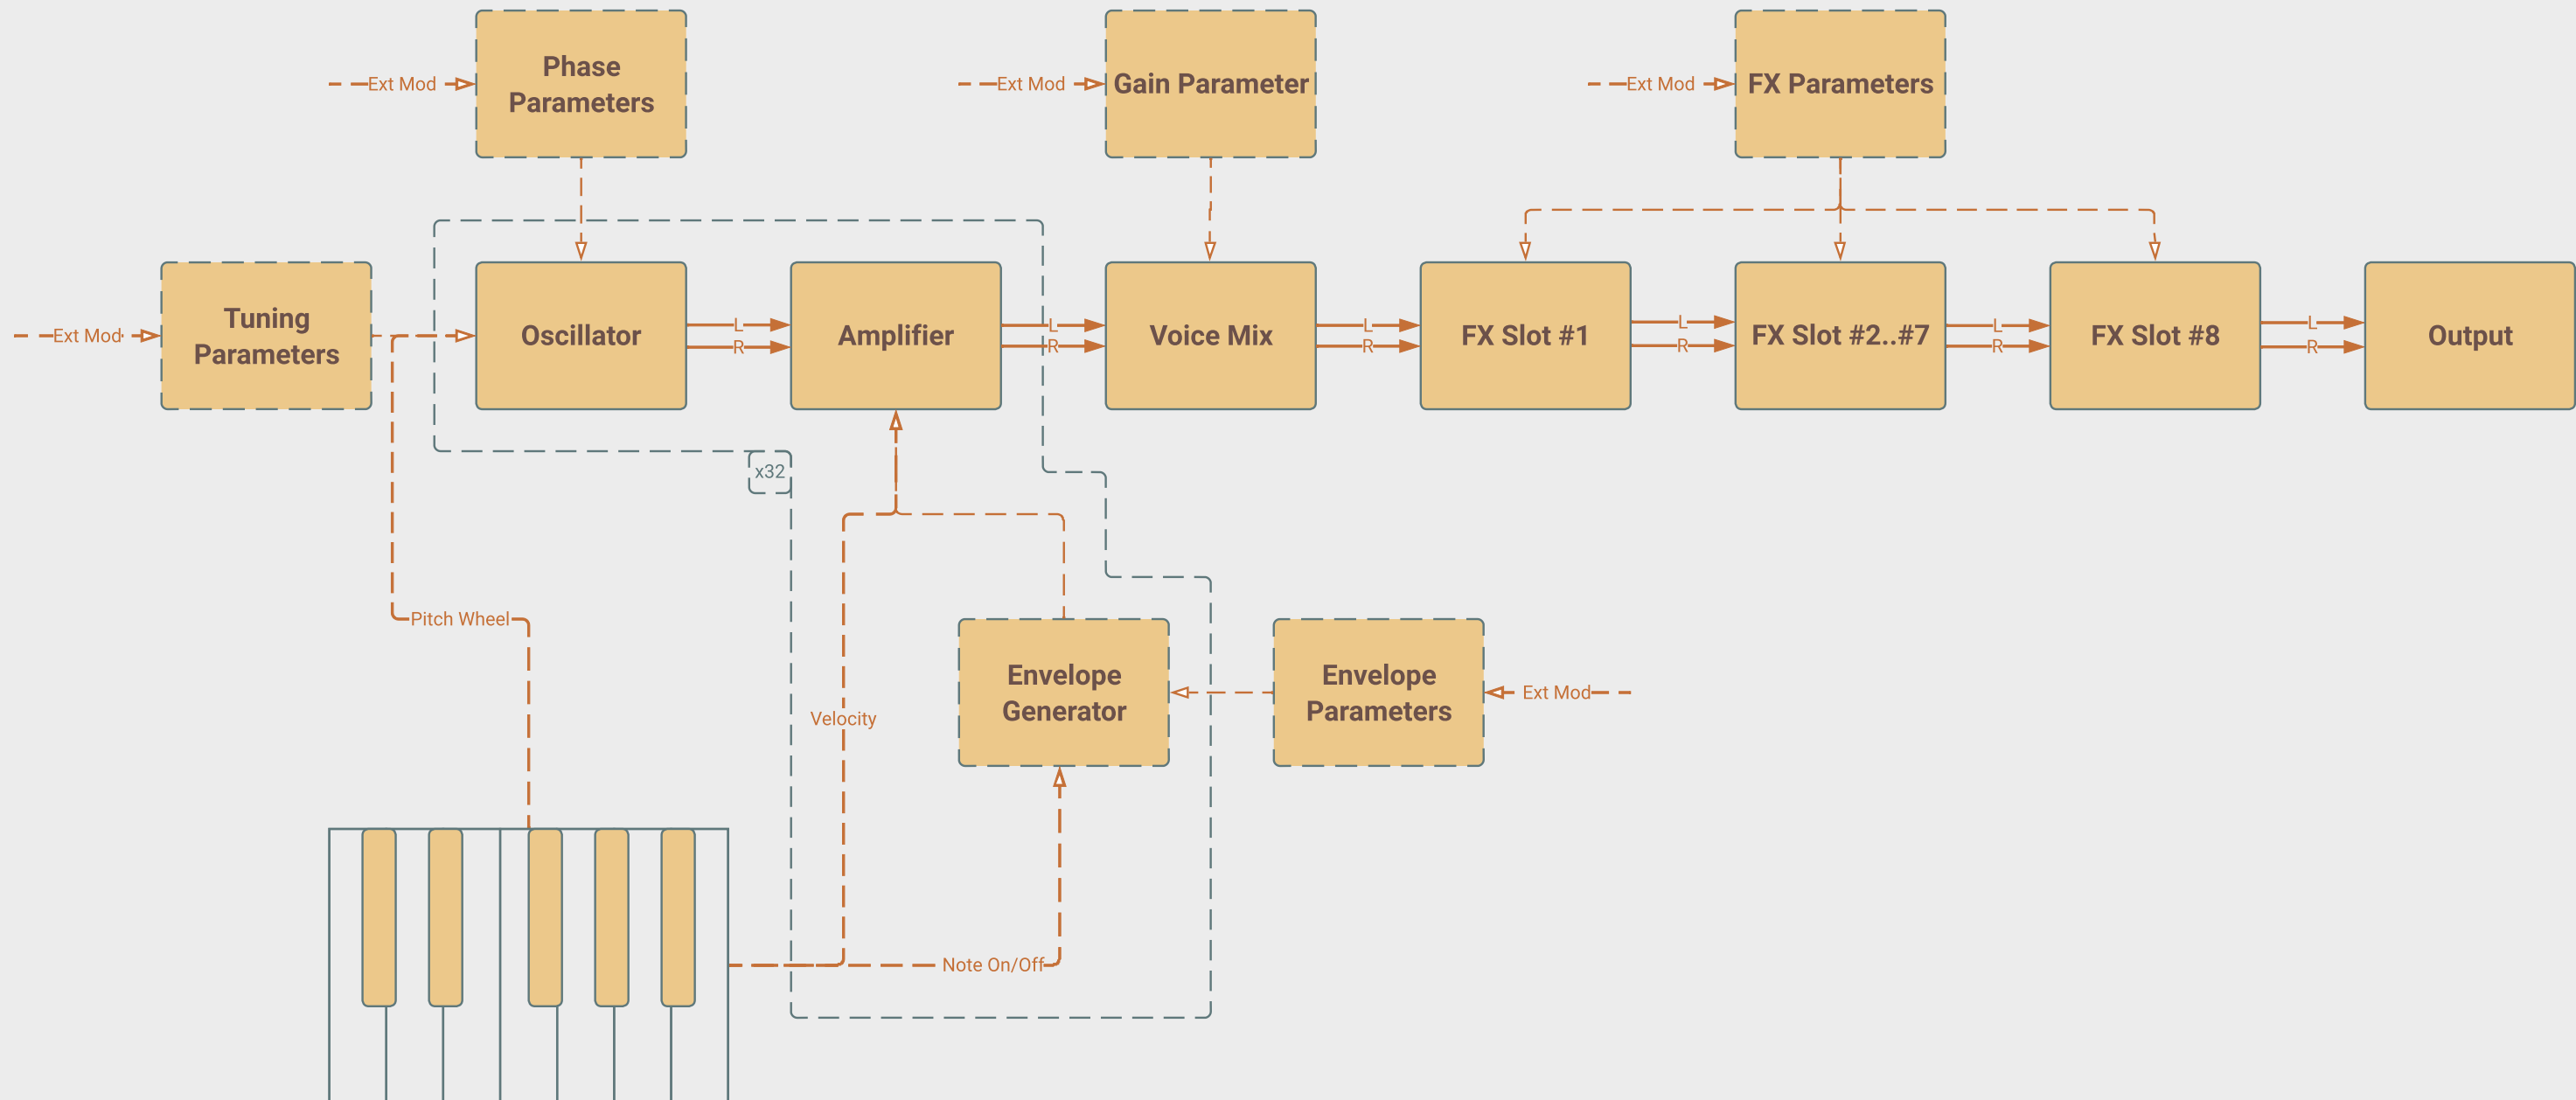 Phase
Parameters
Ext Mod
Gain Parameter
Ext Mod
FX Parameters
Ext Mod
Tuning
Parameters
Ext Mod
Oscillator
L
R
Amplifier
L
R
Voice Mix
L
R
FX Slot #1
L
R
FX Slot #2..#7
L
R
FX Slot #8
L
R
Output
x32
Pitch Wheel
Velocity
Envelope
Generator
Envelope
Parameters
Ext Mod
Note On/Off